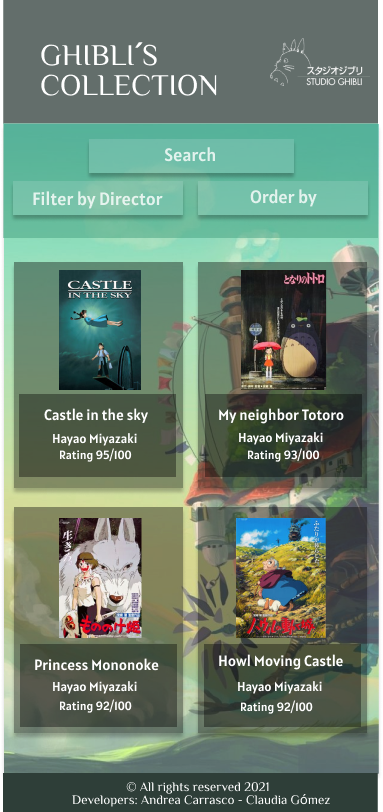 GHIBLI´S
COLLECTION
スタジオジブリ
STUDIO GHIBLI
Search
Filter by Director
Order by
CASTLE
IN THE SKY
Castle in the sky
Hayao Miyazaki
Rating 95/100
となりのトトロ
My neighbor Totoro
Hayao Miyazaki
Rating 93/100
生きろ
もののけ姫
Princess Mononoke
Hayao Miyazaki
Rating 92/100
ハウルの動く城
Howl Moving Castle
Hayao Miyazaki
Rating 92/100
© All rights reserved 2021
Developers: Andrea Carrasco - Claudia Gómez